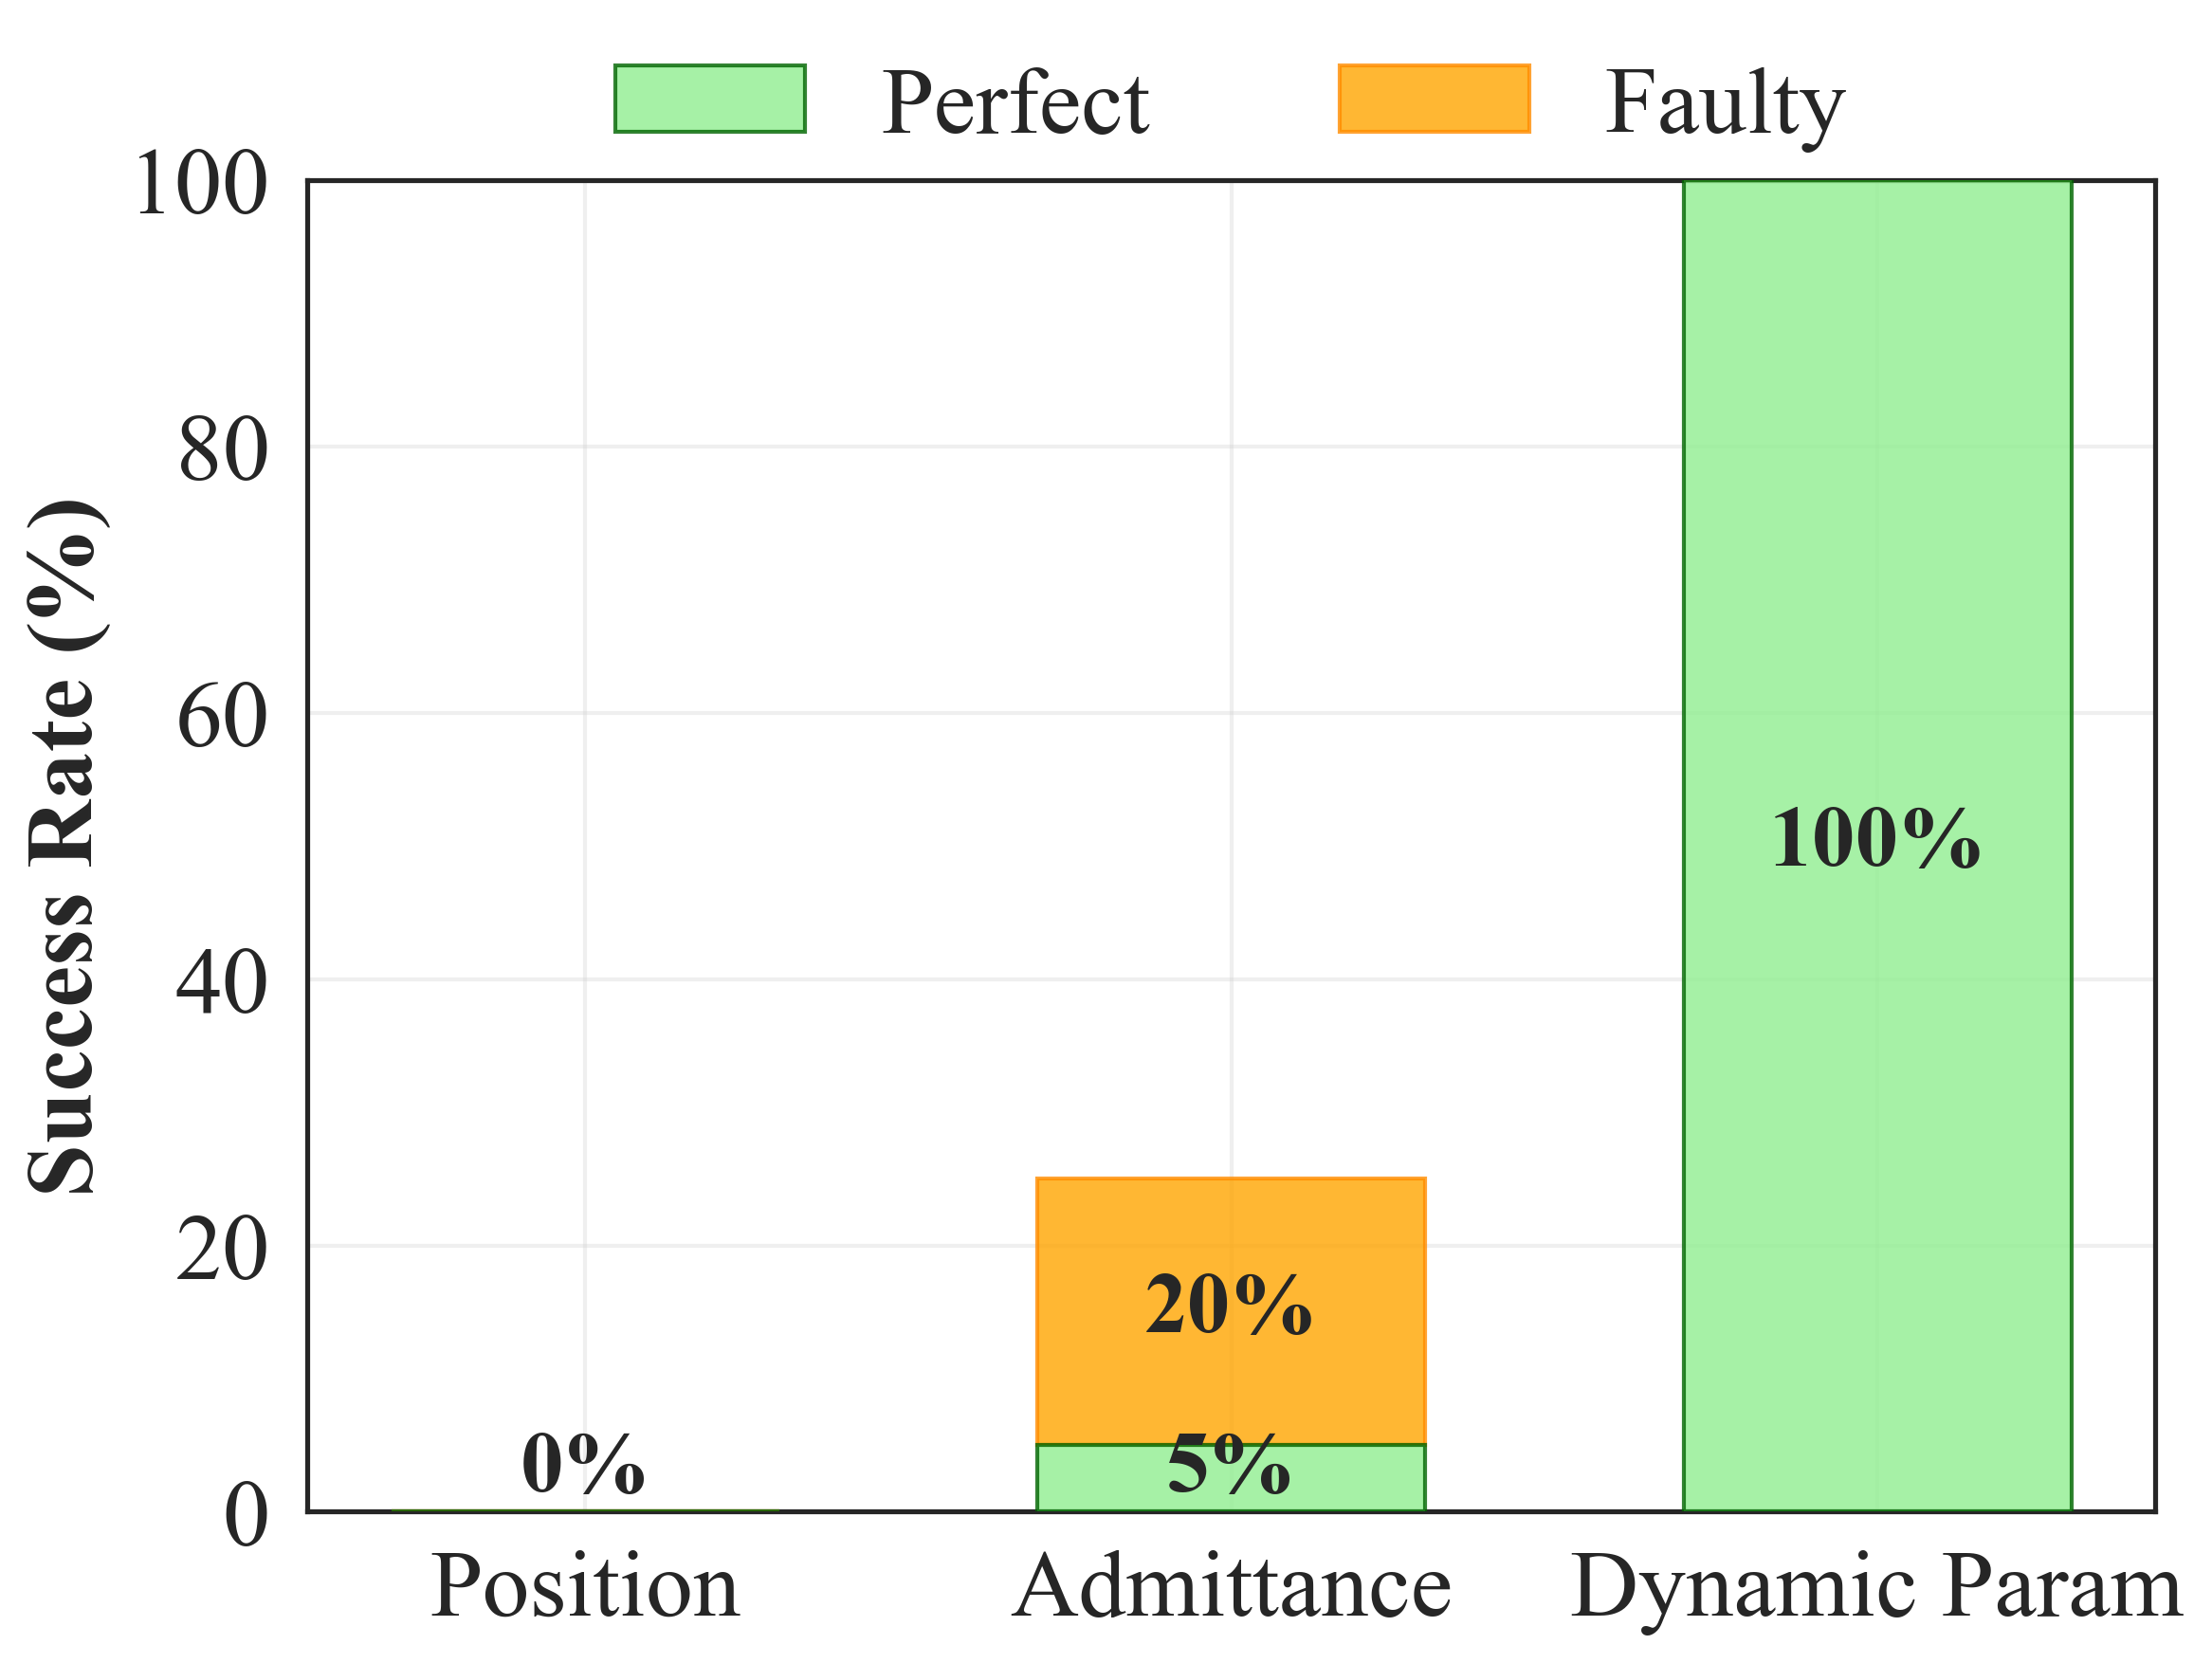 Perfect
Faulty
Success Rate (%)
100
80
60
40
20
0
0%
20%
5%
100%
Position
Admittance
Dynamic Param